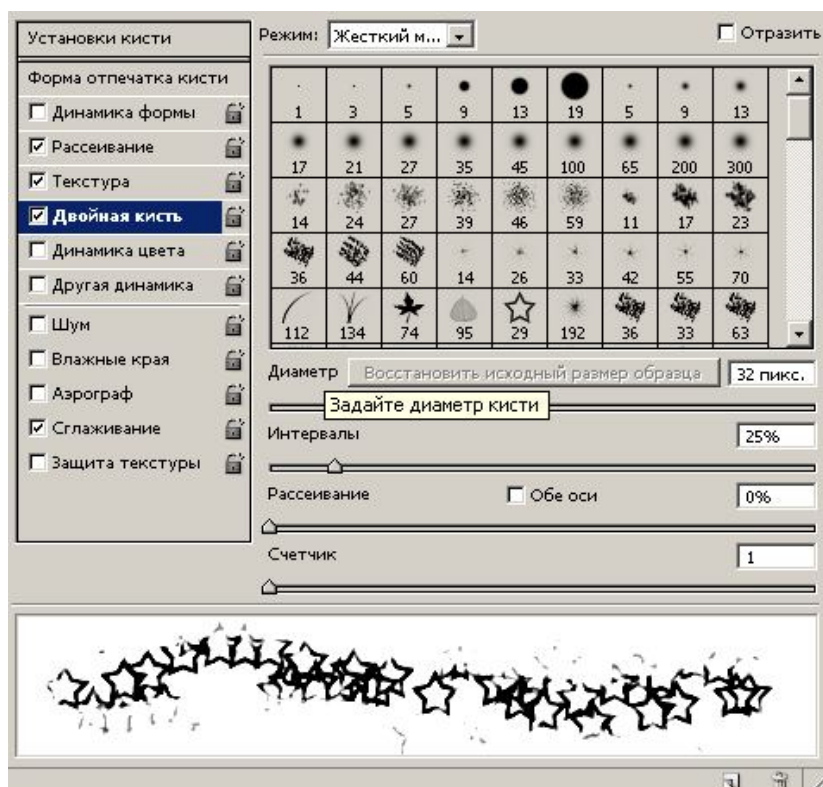 Установки кисти
Режим: Жесткий м...
Отразить
Форма отпечатка кисти
Динамика формы
Рассеивание
Текстура
Двойная кисть
Динамика цвета
Другая динамика
Шум
Влажные края
Аэрограф
Сглаживание
Защита текстуры
1 3 5 9 13 19 5 9 13
17 21 27 35 45 100 65 200 300
14 24 27 39 46 59 11 17 23
36 44 60 14 26 33 42 55 70
112 134 74 95 29 192 36 33 63
Диаметр Восстановить исходный размер образца 32 пикс.
Задайте диаметр кисти
Интервалы 25%
Рассеивание Обе оси 0%
Счетчик 1